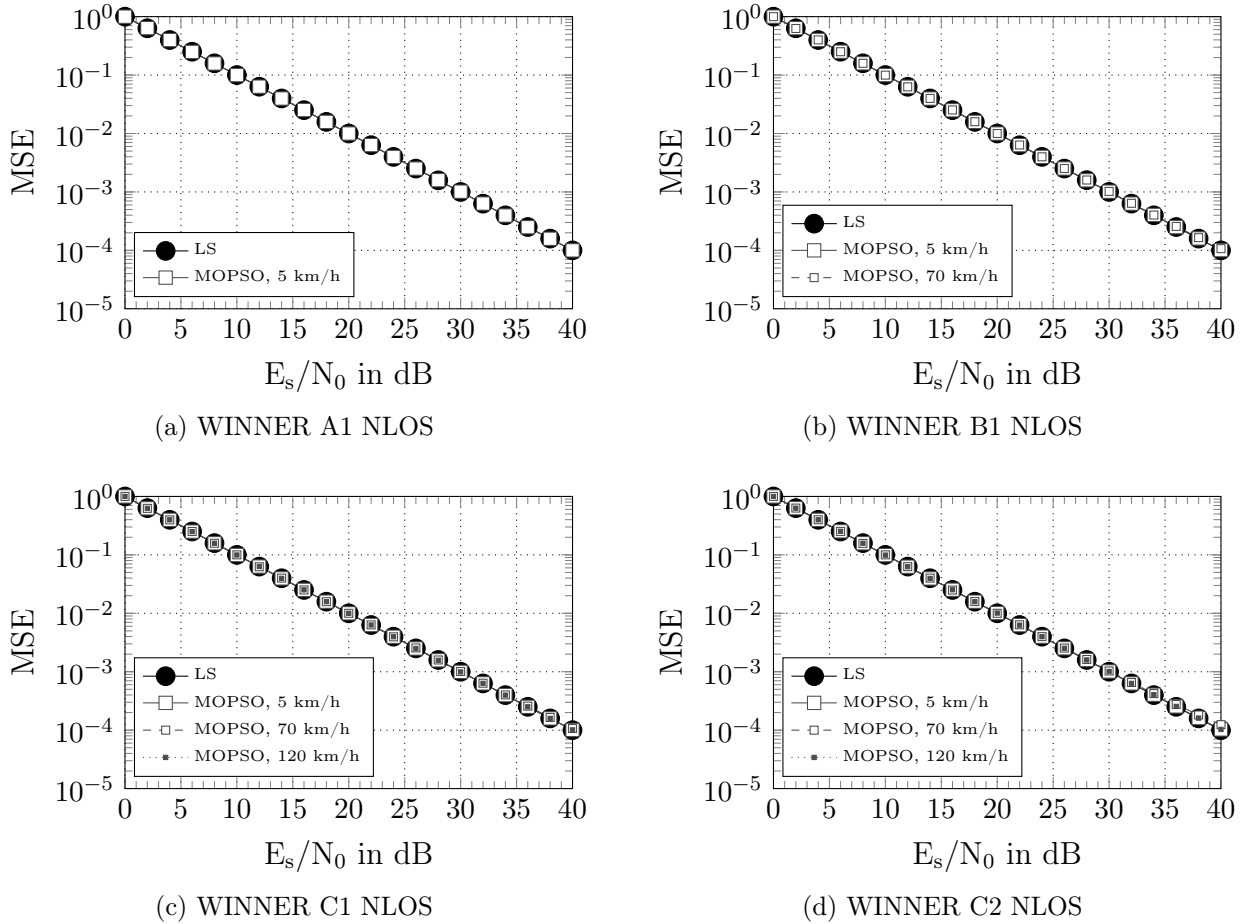 10^0
10^-1
10^-2
10^-3
10^-4
10^-5
MSE
LS
MOPSO, 5 km/h
0 5 10 15 20 25 30 35 40
E_s/N_0 in dB
(a) WINNER A1 NLOS
10^0
10^-1
10^-2
10^-3
10^-4
10^-5
MSE
LS
MOPSO, 5 km/h
MOPSO, 70 km/h
0 5 10 15 20 25 30 35 40
E_s/N_0 in dB
(b) WINNER B1 NLOS
10^0
10^-1
10^-2
10^-3
10^-4
10^-5
MSE
LS
MOPSO, 5 km/h
MOPSO, 70 km/h
MOPSO, 120 km/h
0 5 10 15 20 25 30 35 40
E_s/N_0 in dB
(c) WINNER C1 NLOS
10^0
10^-1
10^-2
10^-3
10^-4
10^-5
MSE
LS
MOPSO, 5 km/h
MOPSO, 70 km/h
MOPSO, 120 km/h
0 5 10 15 20 25 30 35 40
E_s/N_0 in dB
(d) WINNER C2 NLOS